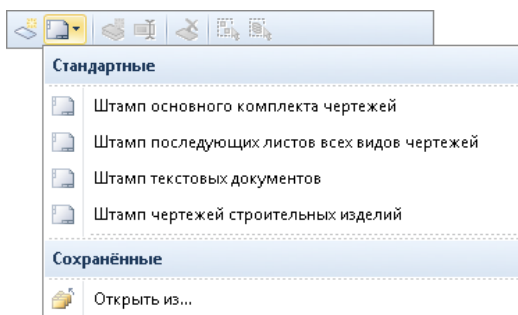 Стандартные
Штамп основного комплекта чертежей
Штамп последующих листов всех видов чертежей
Штамп текстовых документов
Штамп чертежей строительных изделий
Сохранённые
Открыть из...